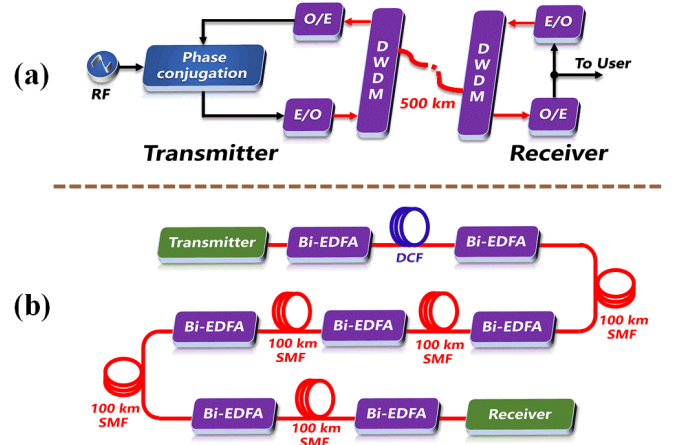 (a)
O/E
Phase
conjugation
RF
E/O
DWDM
500 km
DWDM
E/O
To User
O/E
Transmitter
Receiver
(b)
Transmitter
Bi-EDFA
DCF
Bi-EDFA
100 km
SMF
Bi-EDFA
100 km
SMF
Bi-EDFA
100 km
SMF
Bi-EDFA
100 km
SMF
Bi-EDFA
100 km
SMF
Bi-EDFA
Receiver